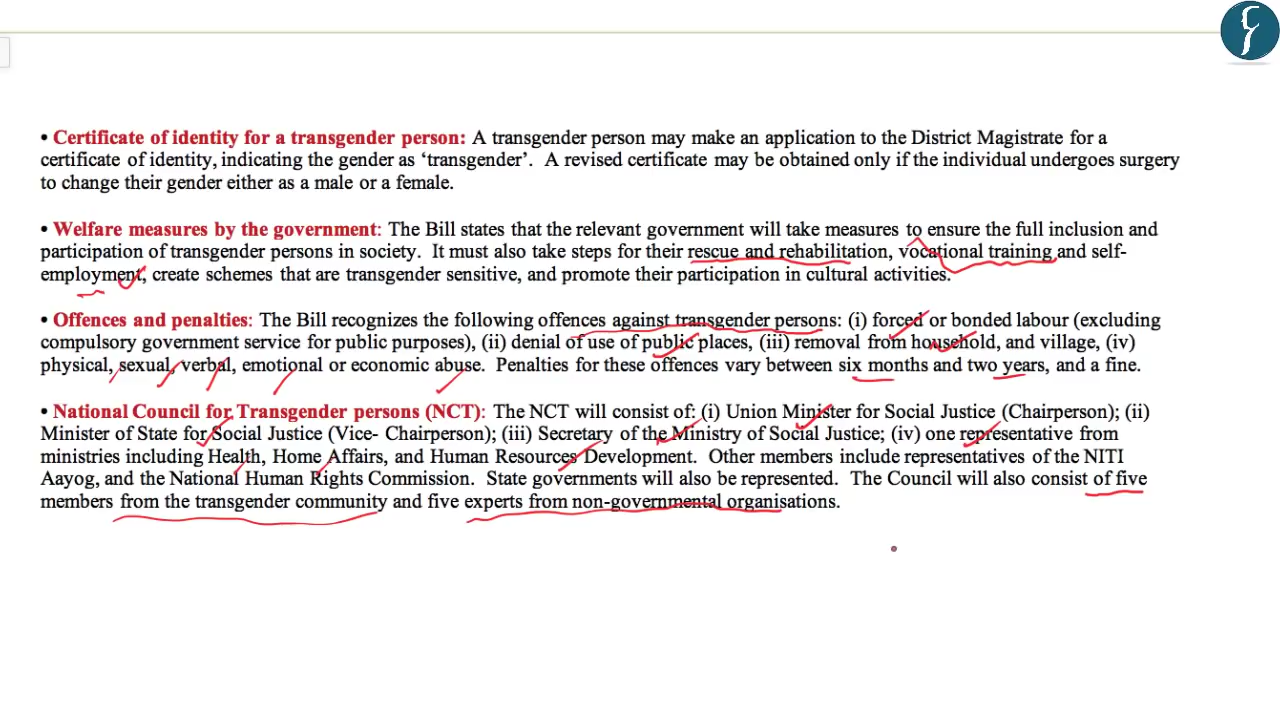 • Certificate of identity for a transgender person: A transgender person may make an application to the District Magistrate for a
certificate of identity, indicating the gender as ‘transgender’. A revised certificate may be obtained only if the individual undergoes surgery
to change their gender either as a male or a female.
• Welfare measures by the government: The Bill states that the relevant government will take measures to ensure the full inclusion and
participation of transgender persons in society. It must also take steps for their rescue and rehabilitation, vocational training and self-
employment, create schemes that are transgender sensitive, and promote their participation in cultural activities.
• Offences and penalties: The Bill recognizes the following offences against transgender persons: (i) forced or bonded labour (excluding
compulsory government service for public purposes), (ii) denial of use of public places, (iii) removal from household, and village, (iv)
physical, sexual, verbal, emotional or economic abuse. Penalties for these offences vary between six months and two years, and a fine.
• National Council for Transgender persons (NCT): The NCT will consist of: (i) Union Minister for Social Justice (Chairperson); (ii)
Minister of State for Social Justice (Vice- Chairperson); (iii) Secretary of the Ministry of Social Justice; (iv) one representative from
ministries including Health, Home Affairs, and Human Resources Development. Other members include representatives of the NITI
Aayog, and the National Human Rights Commission. State governments will also be represented. The Council will also consist of five
members from the transgender community and five experts from non-governmental organisations.